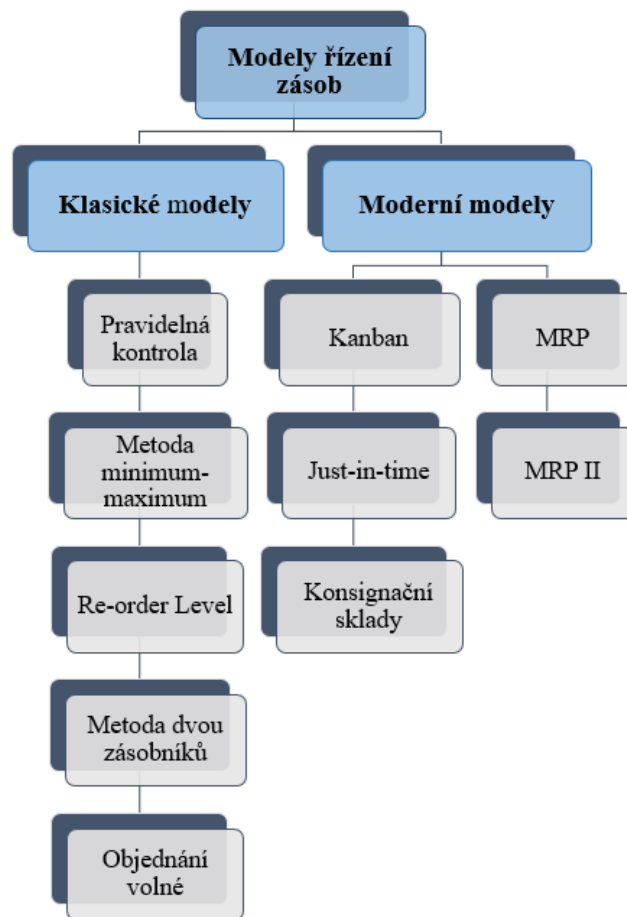 Modely řízení
zásob
Klasické modely
Moderní modely
Pravidelná
kontrola
Kanban
MRP
Metoda
minimum-
maximum
Just-in-time
MRP II
Re-order Level
Konsignační
sklady
Metoda dvou
zásobníků
Objednání
volné